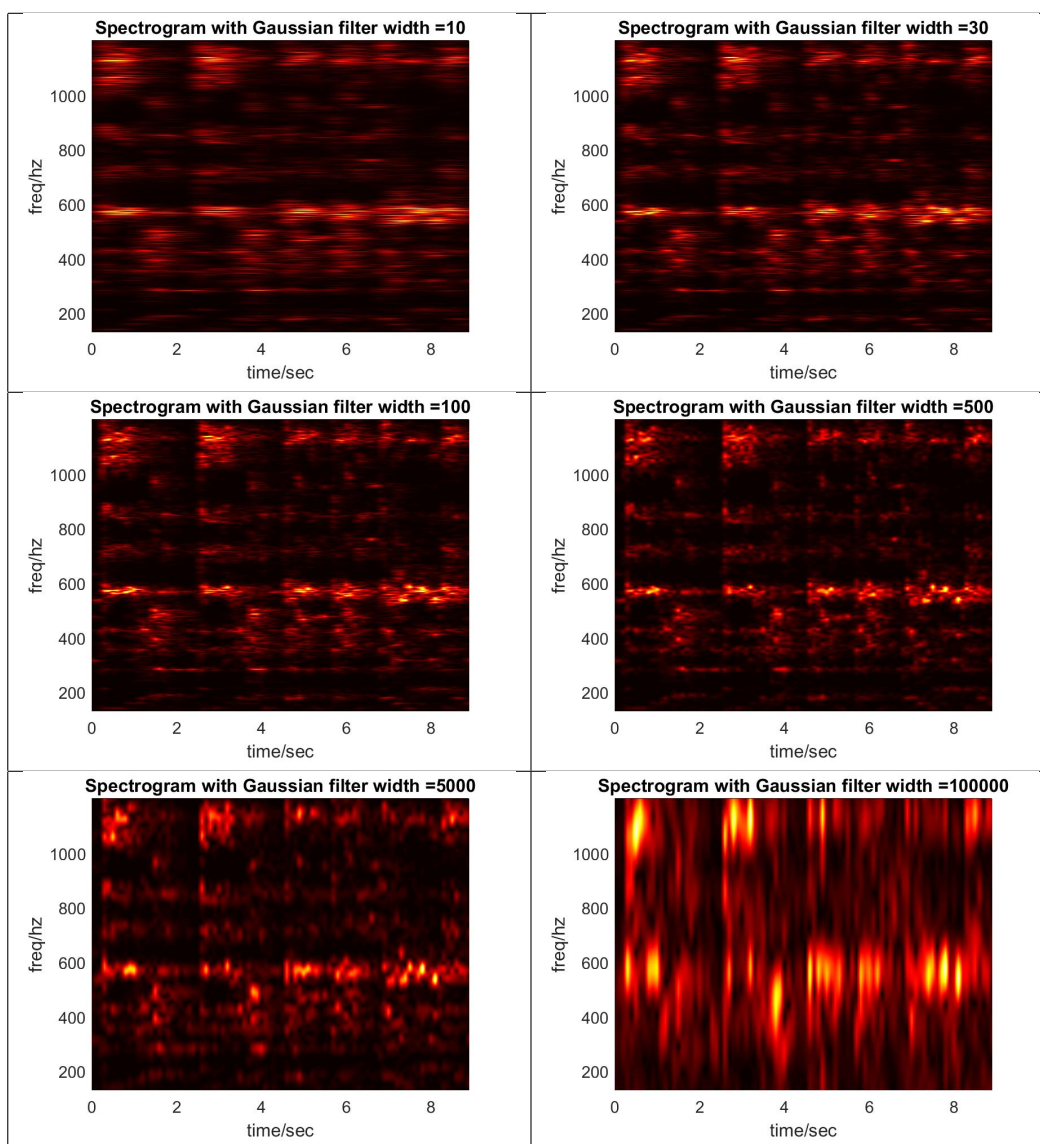 Spectrogram with Gaussian filter width =10
freq/hz
1000
800
600
400
200
0 2 4 6 8
time/sec
Spectrogram with Gaussian filter width =30
freq/hz
1000
800
600
400
200
0 2 4 6 8
time/sec
Spectrogram with Gaussian filter width =100
freq/hz
1000
800
600
400
200
0 2 4 6 8
time/sec
Spectrogram with Gaussian filter width =500
freq/hz
1000
800
600
400
200
0 2 4 6 8
time/sec
Spectrogram with Gaussian filter width =5000
freq/hz
1000
800
600
400
200
0 2 4 6 8
time/sec
Spectrogram with Gaussian filter width =100000
freq/hz
1000
800
600
400
200
0 2 4 6 8
time/sec